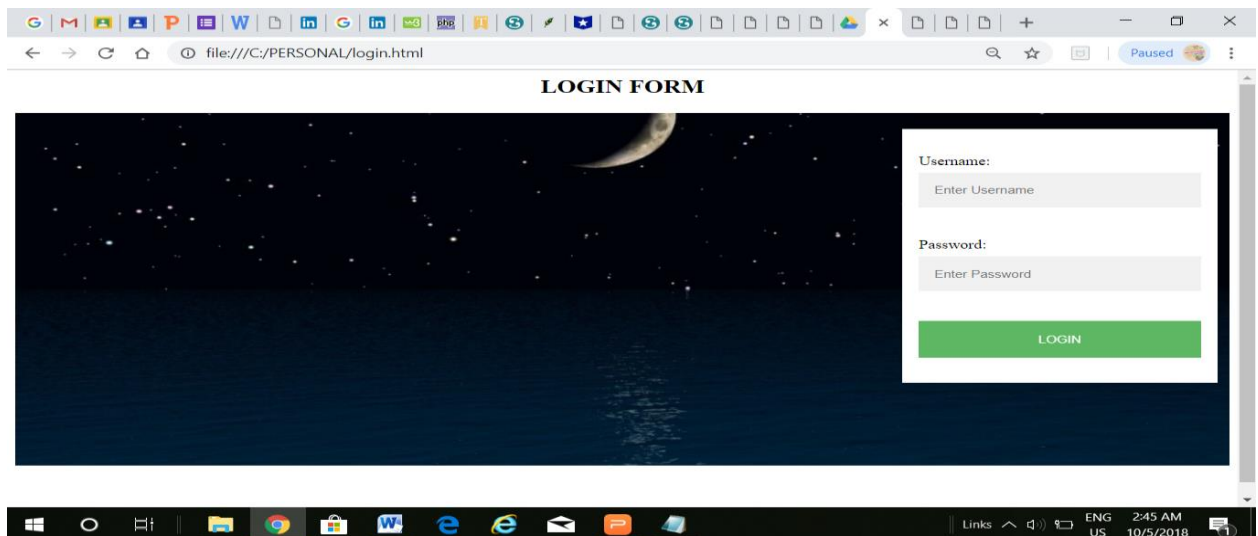 file:///C:/PERSONAL/login.html
Paused
LOGIN FORM
Username:
Enter Username
Password:
Enter Password
LOGIN
Links
ENG
US
2:45 AM
10/5/2018